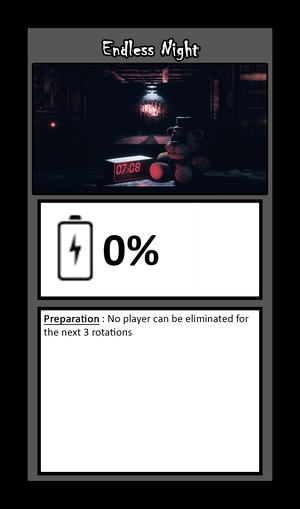 Endless Night
07:08
0%
Preparation : No player can be eliminated for
the next 3 rotations